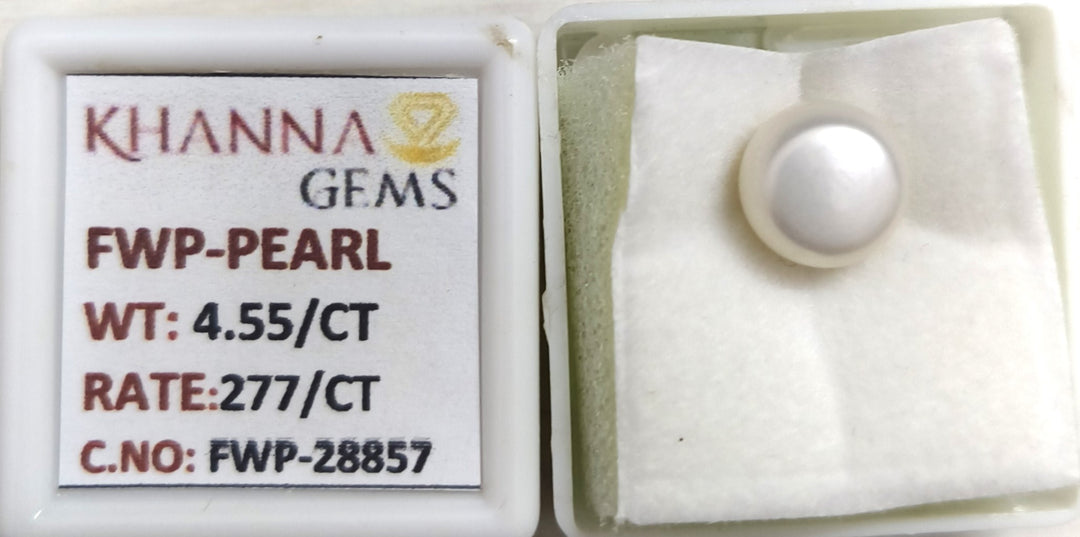 KHANNA
GEMS
FWP-PEARL
WT: 4.55/CT
RATE:277/CT
C.NO: FWP-28857